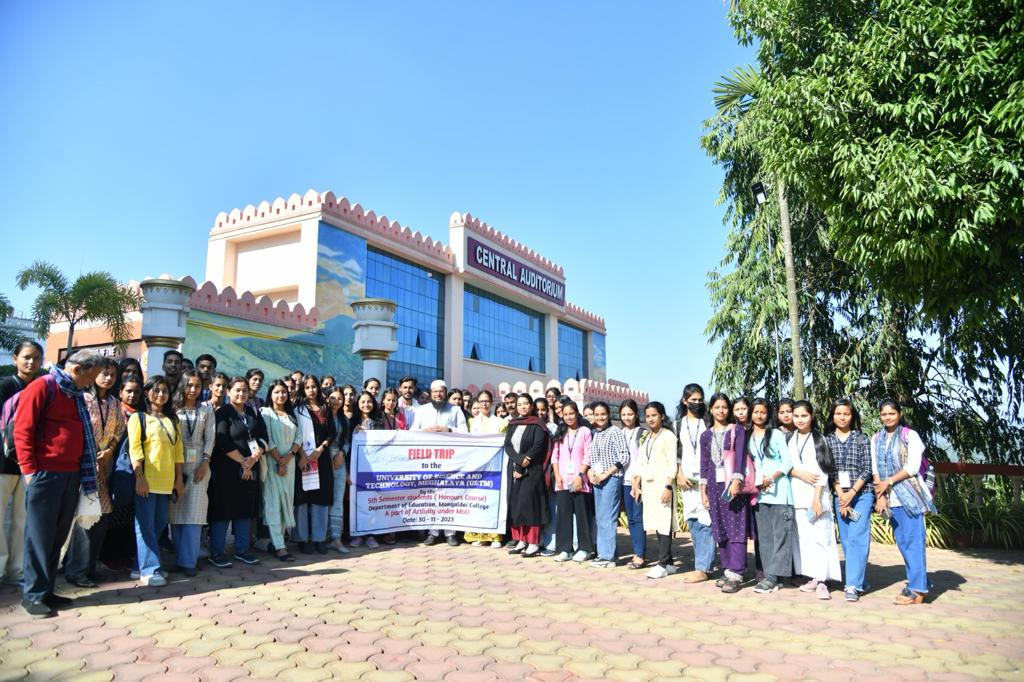 CENTRAL AUDITORIUM
FIELD TRIP
to the
UNIVERSITY OF SCIENCE AND
TECHNOLOGY, MEGHALAYA (USTM)
By the
5th Semester students ( Honours Course)
Department of Education, Mangaldai College
A part of Activity under MoU
Date: 30 - 11 - 2023